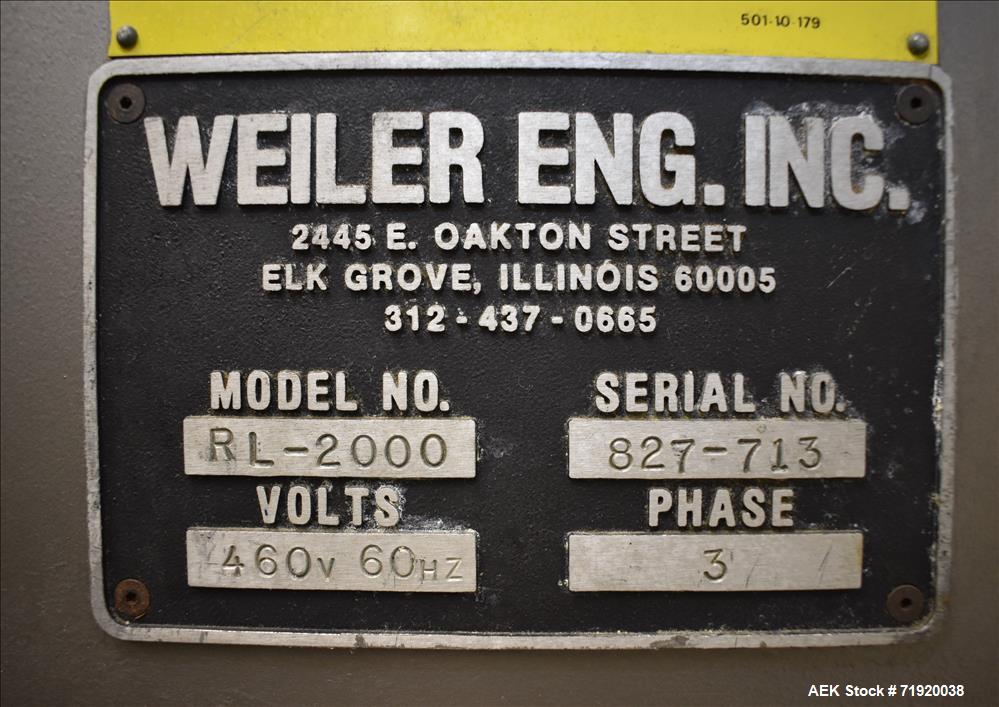 501-10-179
WEILER ENG. INC.
2445 E. OAKTON STREET
ELK GROVE, ILLINOIS 60005
312-437-0665
MODEL NO. SERIAL NO.
RL-2000 827-713
VOLTS PHASE
460V 60HZ 3
AEK Stock # 71920038